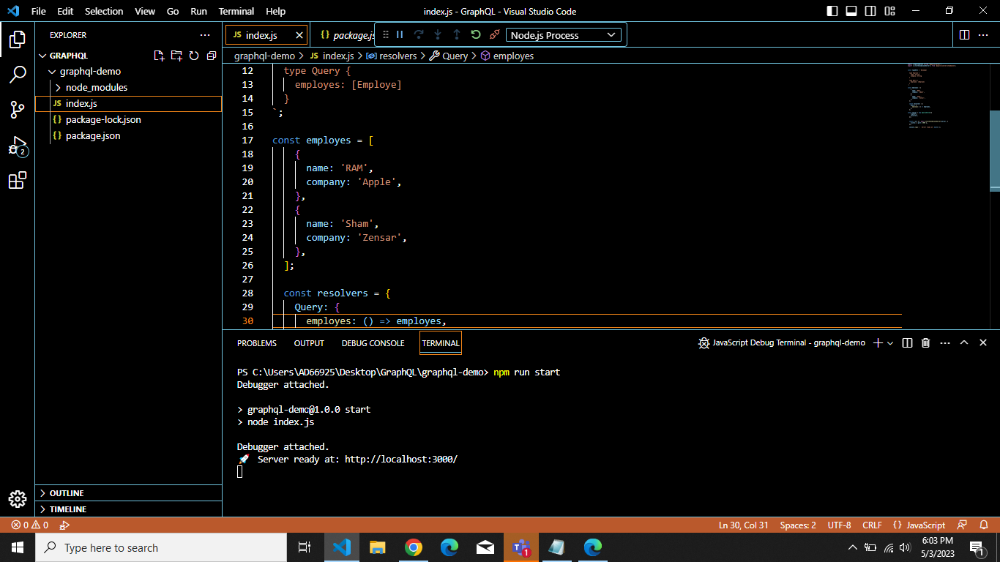 File Edit Selection View Go Run Terminal Help
index.js - GraphQL - Visual Studio Code
EXPLORER
GRAPHQL
graphql-demo
node_modules
JS index.js
{} package-lock.json
{} package.json
OUTLINE
TIMELINE
2
JS index.js
{} package.js
Node.js Process
graphql-demo > JS index.js > resolvers > Query > employes
12 type Query {
13 employes: [Employe]
14 }
15 `;
16
17 const employes = [
18 {
19 name: 'RAM',
20 company: 'Apple',
21 },
22 {
23 name: 'Sham',
24 company: 'Zensar',
25 },
26 ];
27
28 const resolvers = {
29 Query: {
30 employes: () => employes,
PROBLEMS OUTPUT DEBUG CONSOLE TERMINAL
JavaScript Debug Terminal - graphql-demo
PS C:\Users\AD66925\Desktop\GraphQL\graphql-demo> npm run start
Debugger attached.
> graphql-demo@1.0.0 start
> node index.js
Debugger attached.
🚀 Server ready at: http://localhost:3000/
0 0
Ln 30, Col 31 Spaces: 2 UTF-8 CRLF {} JavaScript
Type here to search
1
6:03 PM
5/3/2023
1